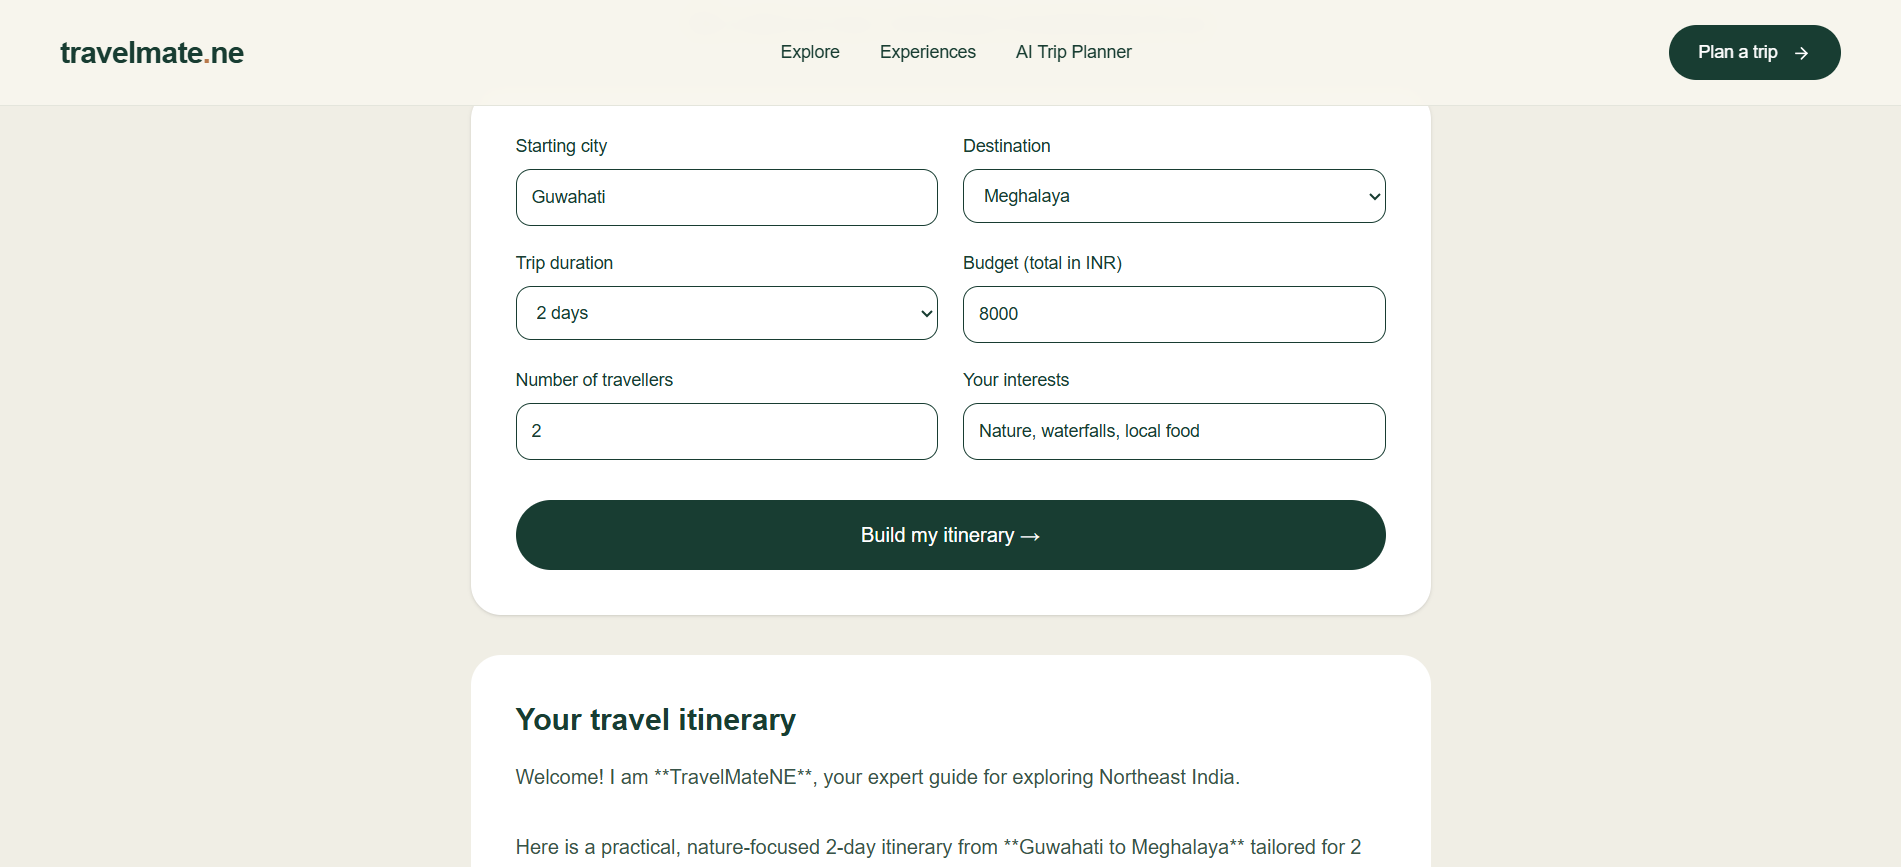 travelmate.ne
Explore
Experiences
AI Trip Planner
Plan a trip →
Starting city
Destination
Guwahati
Meghalaya
Trip duration
Budget (total in INR)
2 days
8000
Number of travellers
Your interests
2
Nature, waterfalls, local food
Build my itinerary →
Your travel itinerary
Welcome! I am **TravelMateNE**, your expert guide for exploring Northeast India.
Here is a practical, nature-focused 2-day itinerary from **Guwahati to Meghalaya** tailored for 2